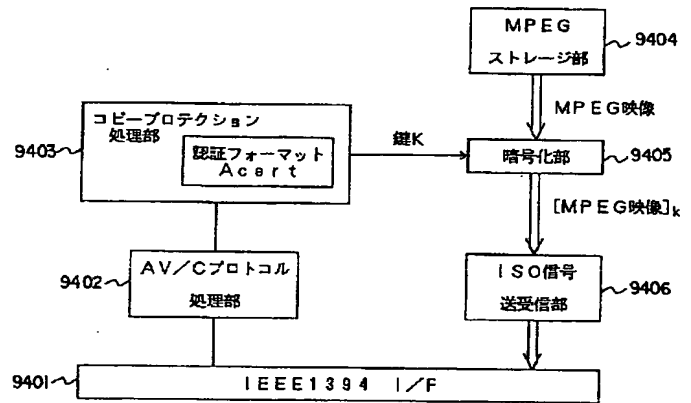 MPEG
ストレージ部
9404
MPEG映像
コピープロテクション
処理部
認証フォーマット
Acert
9403
鍵K
暗号化部
9405
[MPEG映像]k
AV/Cプロトコル
処理部
9402
ISO信号
送受信部
9406
9401
IEEE1394 I/F